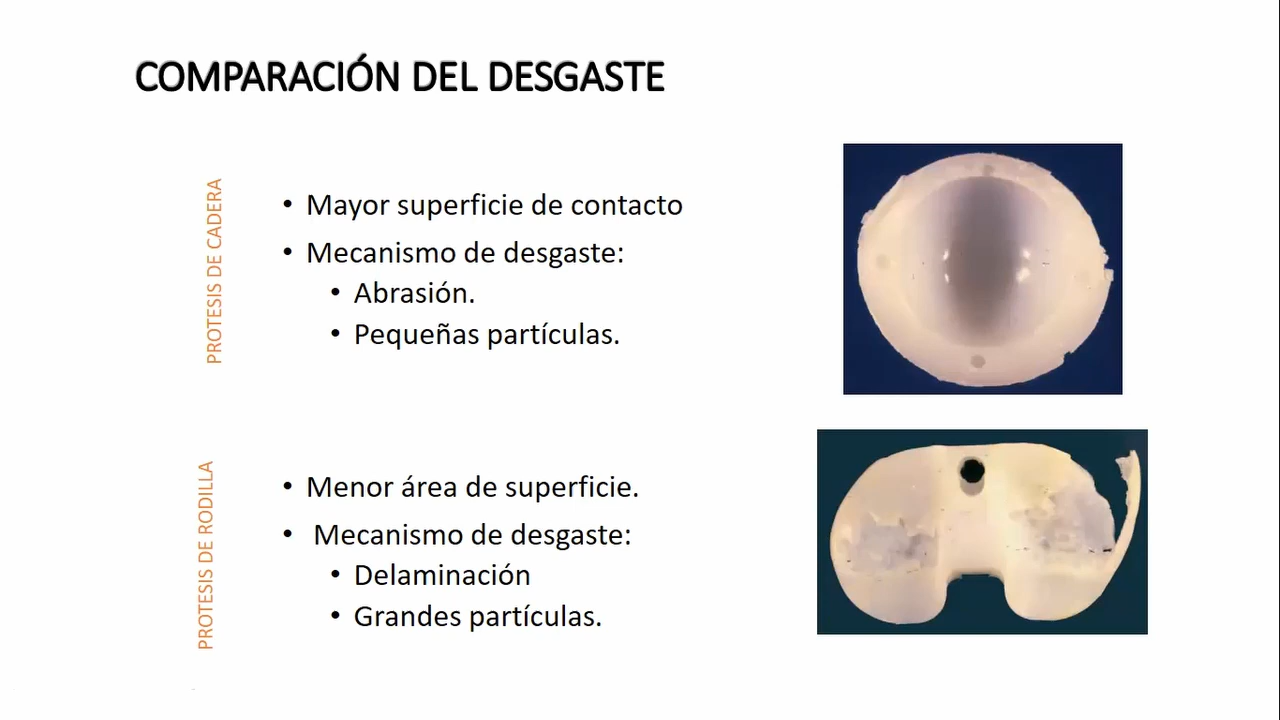 COMPARACIÓN DEL DESGASTE
PROTESIS DE CADERA
• Mayor superficie de contacto
• Mecanismo de desgaste:
• Abrasión.
• Pequeñas partículas.
PROTESIS DE RODILLA
• Menor área de superficie.
• Mecanismo de desgaste:
• Delaminación
• Grandes partículas.